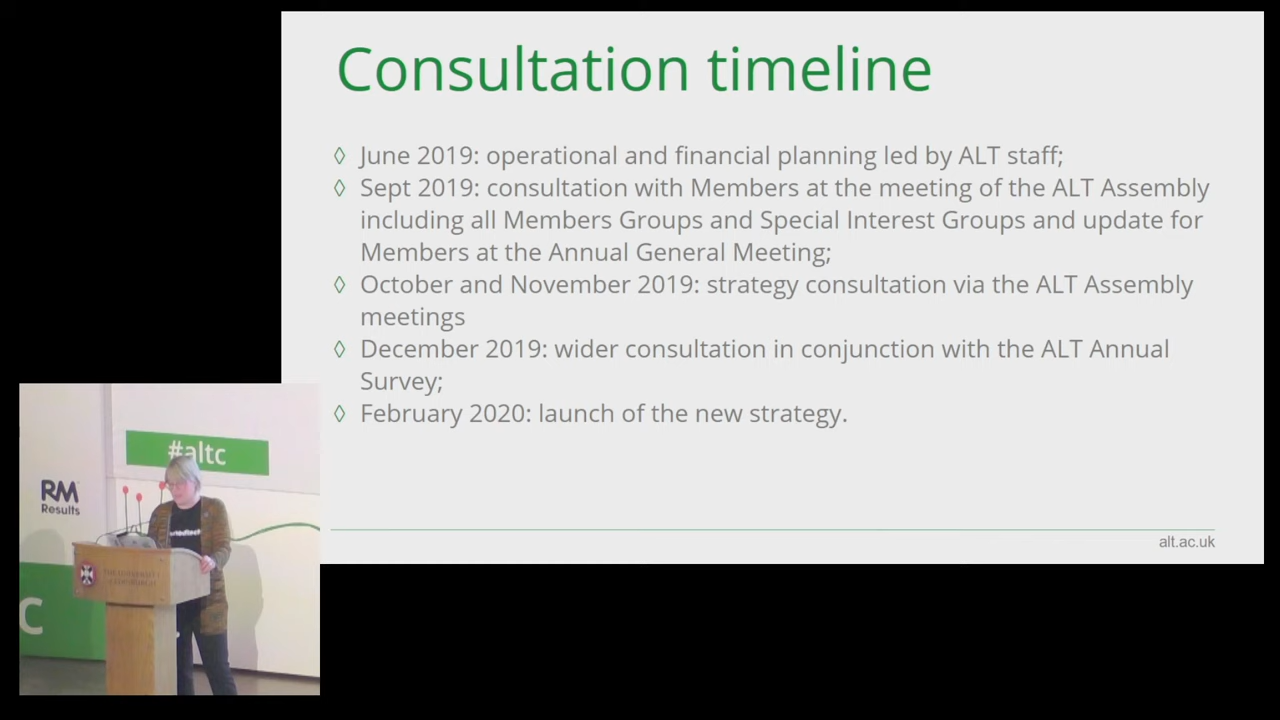 Consultation timeline
◊ June 2019: operational and financial planning led by ALT staff;
◊ Sept 2019: consultation with Members at the meeting of the ALT Assembly
including all Members Groups and Special Interest Groups and update for
Members at the Annual General Meeting;
◊ October and November 2019: strategy consultation via the ALT Assembly
meetings
◊ December 2019: wider consultation in conjunction with the ALT Annual
Survey;
◊ February 2020: launch of the new strategy.
alt.ac.uk
#altc
RM
Results
THE UNIVERSITY
C